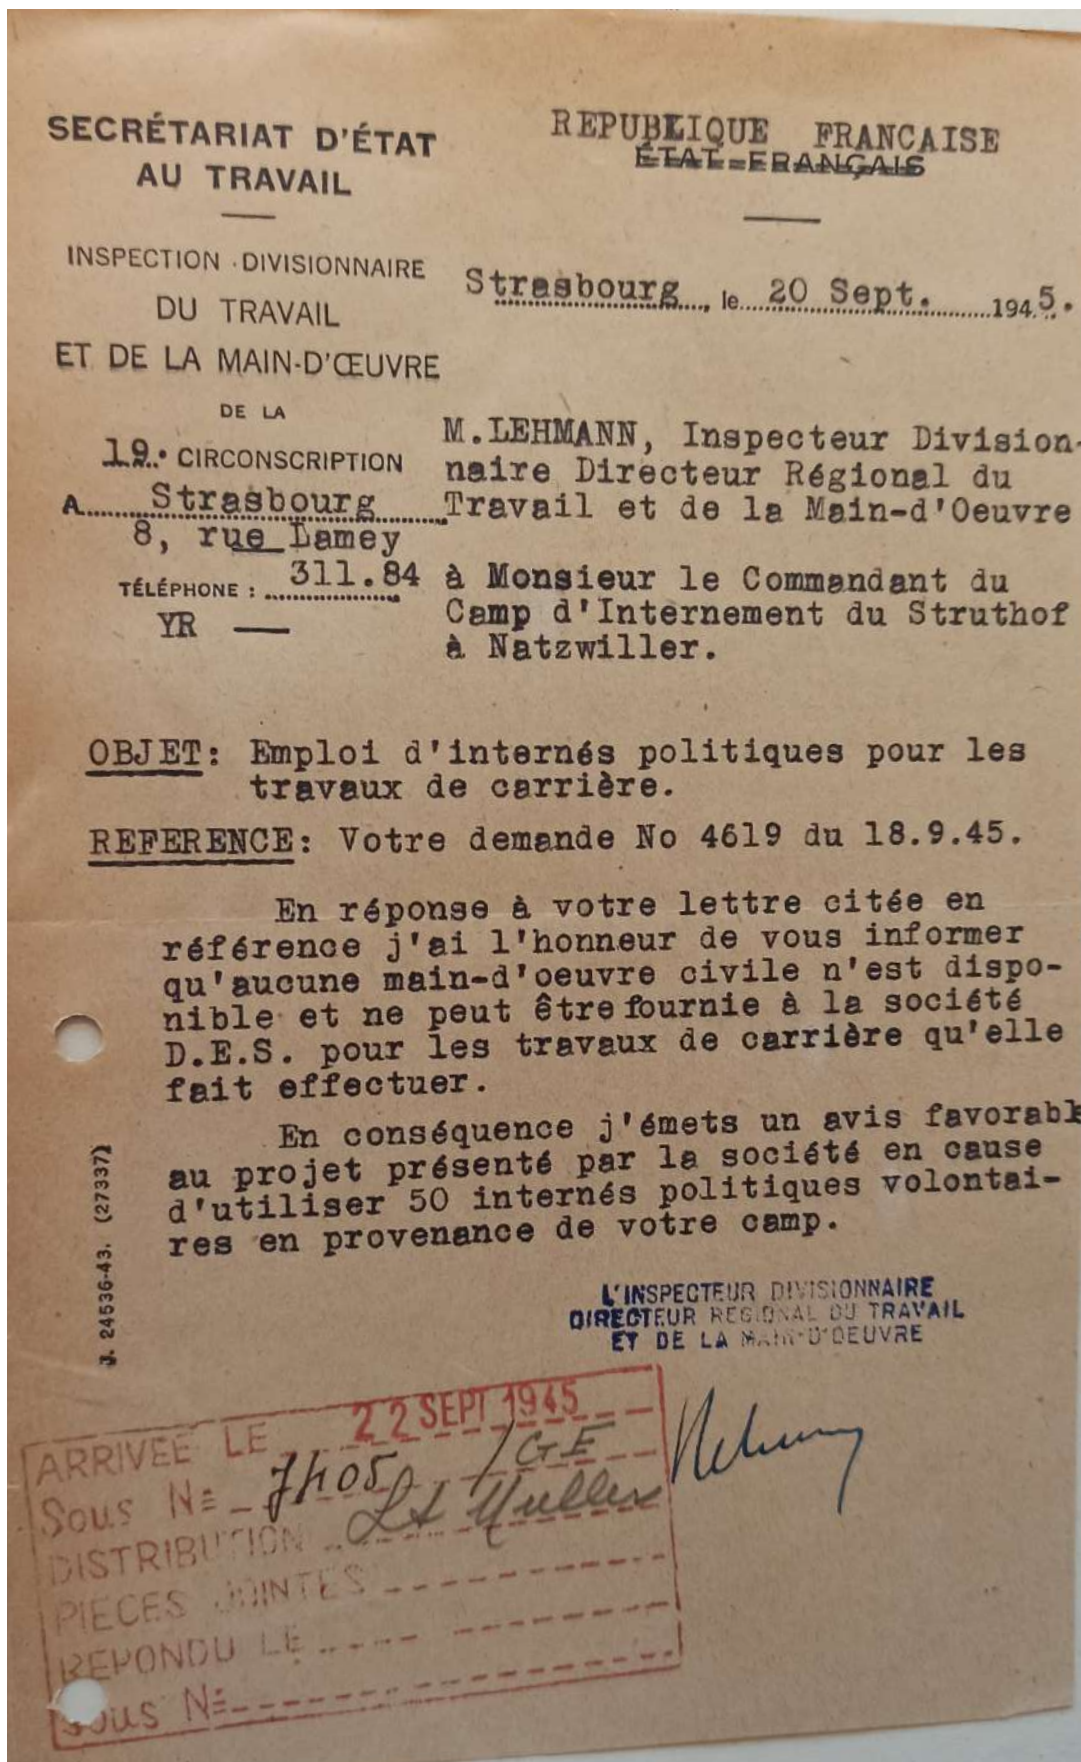 SECRÉTARIAT D'ÉTAT
AU TRAVAIL
REPUBLIQUE FRANCAISE
ÉTAT FRANÇAIS
INSPECTION DIVISIONNAIRE
DU TRAVAIL
ET DE LA MAIN-D'ŒUVRE
DE LA
19. CIRCONSCRIPTION
A Strasbourg
8, rue Lamey
TÉLÉPHONE : 311.84
YR
Strasbourg, le 20 Sept. 1945.
M.LEHMANN, Inspecteur Division-
naire Directeur Régional du
Travail et de la Main-d'Oeuvre
à Monsieur le Commandant du
Camp d'Internement du Struthof
à Natzwiller.
OBJET: Emploi d'internés politiques pour les
travaux de carrière.
REFERENCE: Votre demande No 4619 du 18.9.45.
En réponse à votre lettre citée en
référence j'ai l'honneur de vous informer
qu'aucune main-d'oeuvre civile n'est dispo-
nible et ne peut être fournie à la société
D.E.S. pour les travaux de carrière qu'elle
fait effectuer.
En conséquence j'émets un avis favorabl
au projet présenté par la société en cause
d'utiliser 50 internés politiques volontai-
res en provenance de votre camp.
J. 24536-43. (27337)
L'INSPECTEUR DIVISIONNAIRE
DIRECTEUR REGIONAL DU TRAVAIL
ET DE LA MAIN-D'OEUVRE
ARRIVEE LE 22 SEPT 1945
SOUS Nº 7405 / GE
DISTRIBUTION Lt Muller
PIECES JOINTES
REPONDU LE
SOUS Nº